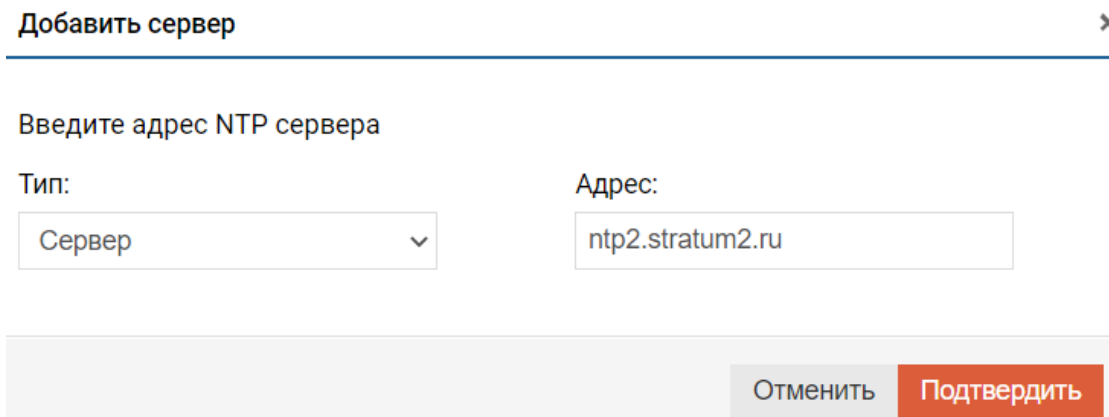 Добавить сервер
Введите адрес NTP сервера
Тип: Адрес:
Сервер ntp2.stratum2.ru
Отменить Подтвердить